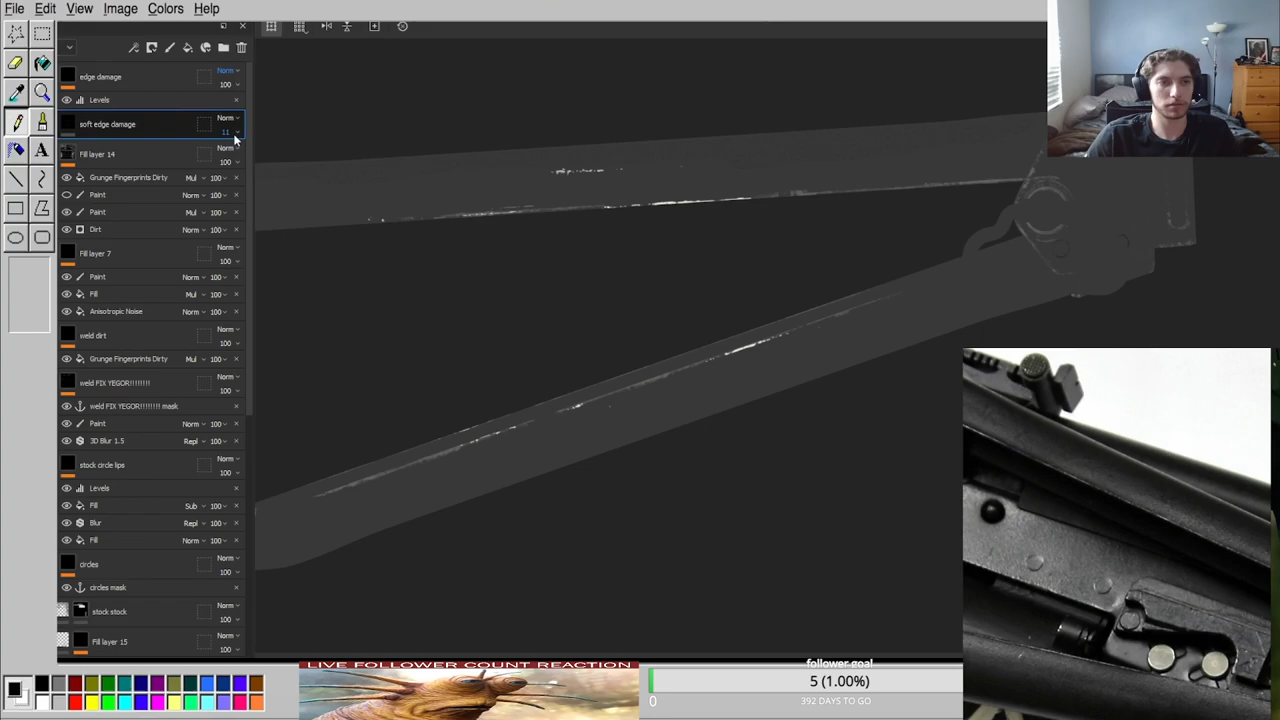 File Edit View Image Colors Help
edge damage Norm 100
Levels
soft edge damage Norm 11
Fill layer 14 Norm 100
Grunge Fingerprints Dirty Mul 100
Paint Norm 100
Paint Mul 100
Dirt Norm 100
Fill layer 7 Norm 100
Paint Norm 100
Fill Mul 100
Anisotropic Noise Norm 100
weld dirt Norm 100
Grunge Fingerprints Dirty Mul 100
weld FIX YEGOR!!!!!!!! Norm 100
weld FIX YEGOR!!!!!!!! mask
Paint Norm 100
3D Blur 1.5 Repl 100
stock circle lips Norm 100
Levels
Fill Sub 100
Blur Repl 100
Fill Norm 100
circles Norm 100
circles mask
stock stock Norm 100
Fill layer 15 Norm 100
A
LIVE FOLLOWER COUNT REACTION
follower goal
5 (1.00%)
0
392 DAYS TO GO